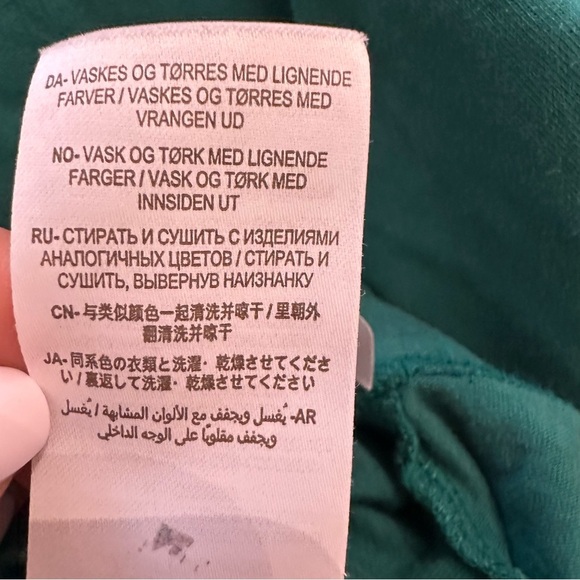 DA- VASKES OG TØRRES MED LIGNENDE
FARVER / VASKES OG TØRRES MED
VRANGEN UD
NO- VASK OG TØRK MED LIGNENDE
FARGER / VASK OG TØRK MED
INNSIDEN UT
RU- СТИРАТЬ И СУШИТЬ С ИЗДЕЛИЯМИ
АНАЛОГИЧНЫХ ЦВЕТОВ / СТИРАТЬ И
СУШИТЬ, ВЫВЕРНУВ НАИЗНАНКУ
CN- 与类似颜色一起清洗并晾干 / 里朝外
翻清洗并晾干
JA- 同系色の衣類と洗濯・乾燥させてくださ
い / 裏返して洗濯・乾燥させてください
AR- يُغسل ويجفف مع الألوان المشابهة / يُغسل
ويجفف مقلوبًا على الوجه الداخلي